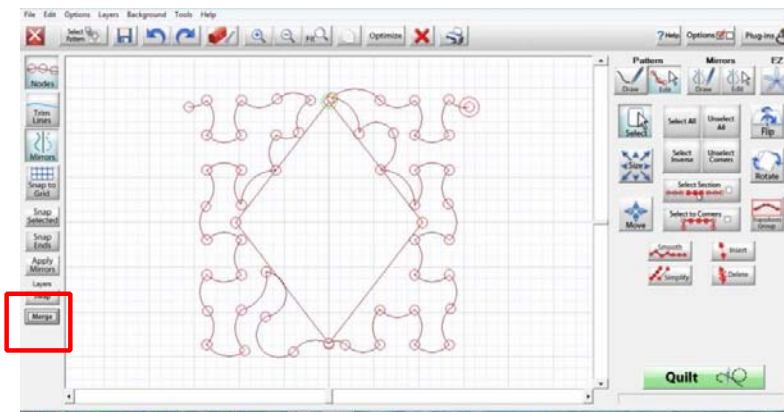 File Edit Options Layers Background Tools Help
Select Pattern
Fit
Optimize
? Help
Options
Plug-ins
Nodes
Trim Lines
Mirrors
Snap to Grid
Snap Selected
Snap Ends
Apply Mirrors
Layers
Swap
Merge
Pattern Mirrors EZ
Draw Edit Draw Edit
Select
Select All
Unselect All
Flip
Size
Select Inverse
Unselect Corners
Rotate
Select Section
Move
Select to Corners
Transform Group
Smooth
Insert
Simplify
Delete
Quilt